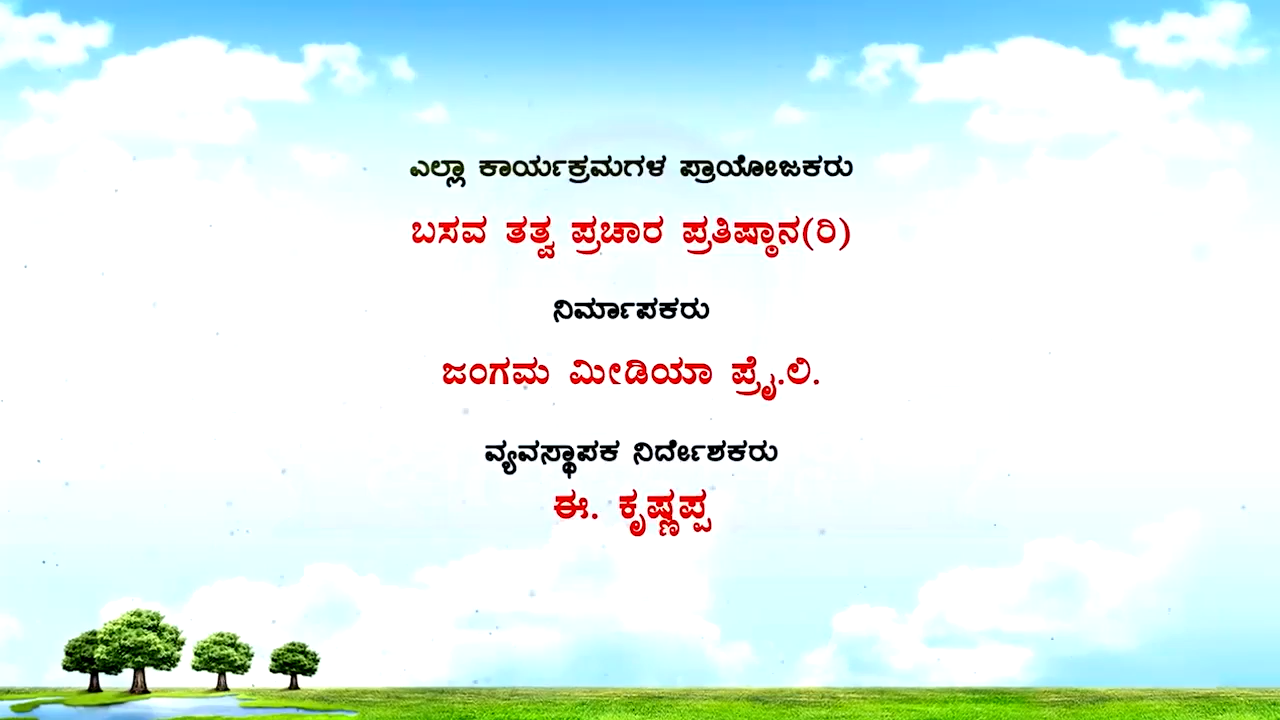 ಎಲ್ಲಾ ಕಾರ್ಯಕ್ರಮಗಳ ಪ್ರಾಯೋಜಕರು
ಬಸವ ತತ್ವ ಪ್ರಚಾರ ಪ್ರತಿಷ್ಠಾನ(ರಿ)
ನಿರ್ಮಾಪಕರು
ಜಂಗಮ ಮೀಡಿಯಾ ಪ್ರೈ.ಲಿ.
ವ್ಯವಸ್ಥಾಪಕ ನಿರ್ದೇಶಕರು
ಈ. ಕೃಷ್ಣಪ್ಪ